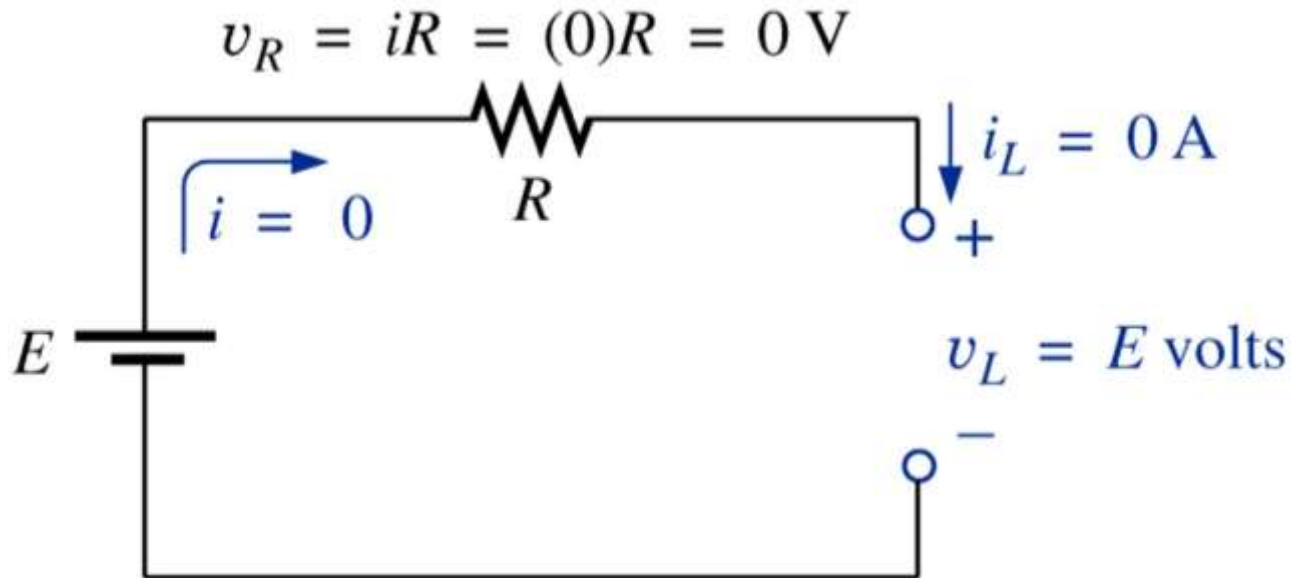 v_R = iR = (0)R = 0 V
i_L = 0 A
i = 0
R
+
E
v_L = E volts
−